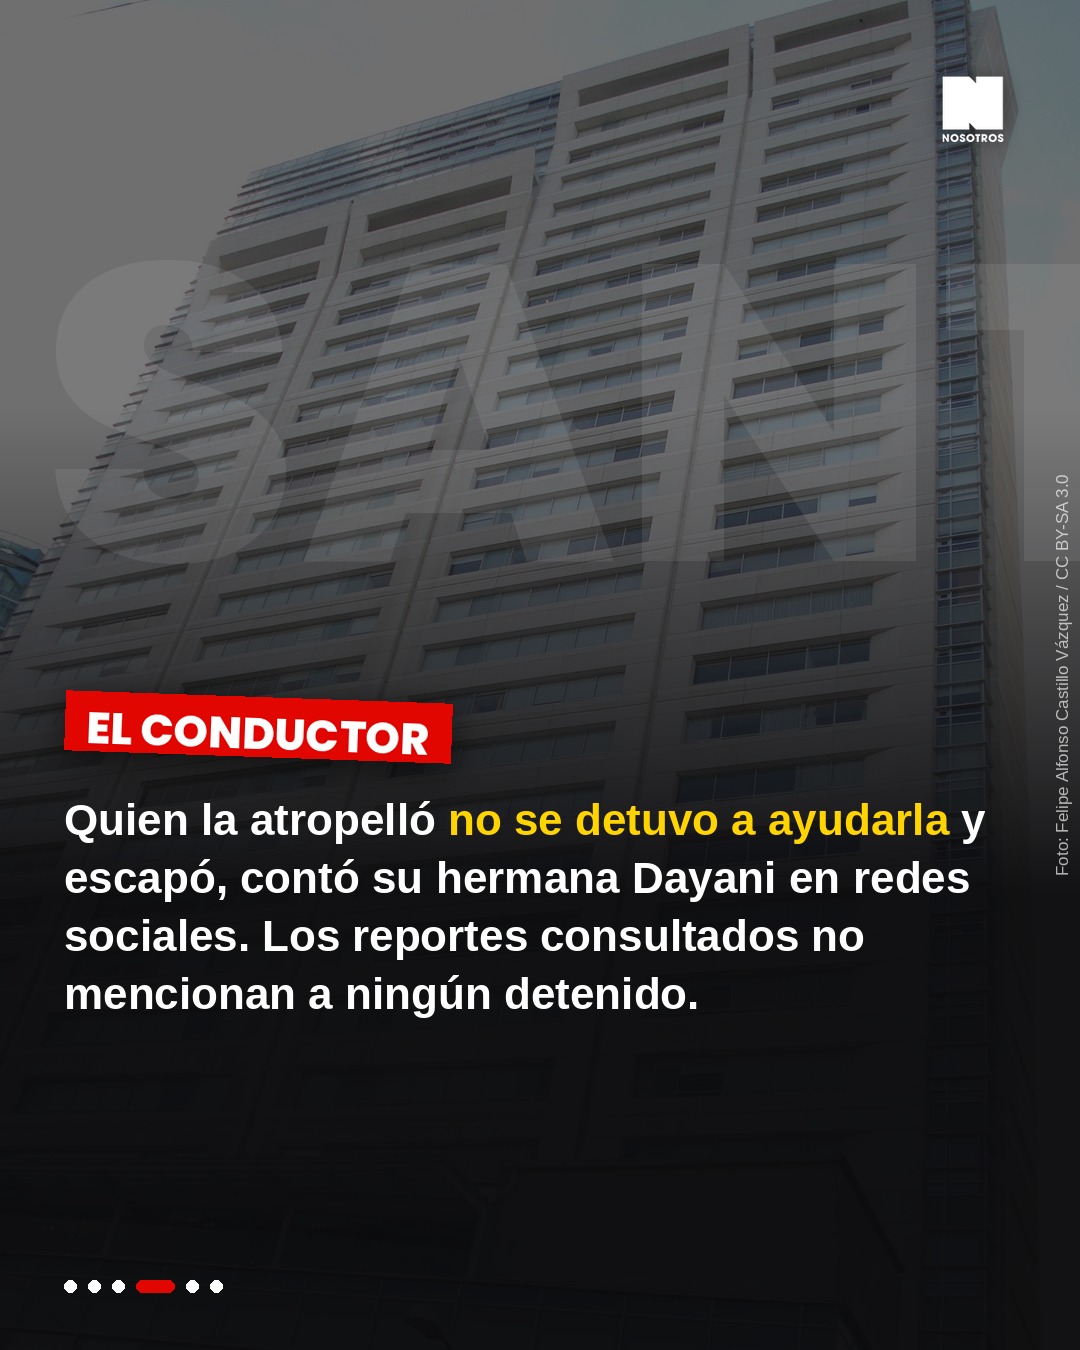 NOSOTROS
SANT
Foto: Felipe Alfonso Castillo Vázquez / CC BY-SA 3.0
EL CONDUCTOR
Quien la atropelló no se detuvo a ayudarla y
escapó, contó su hermana Dayani en redes
sociales. Los reportes consultados no
mencionan a ningún detenido.